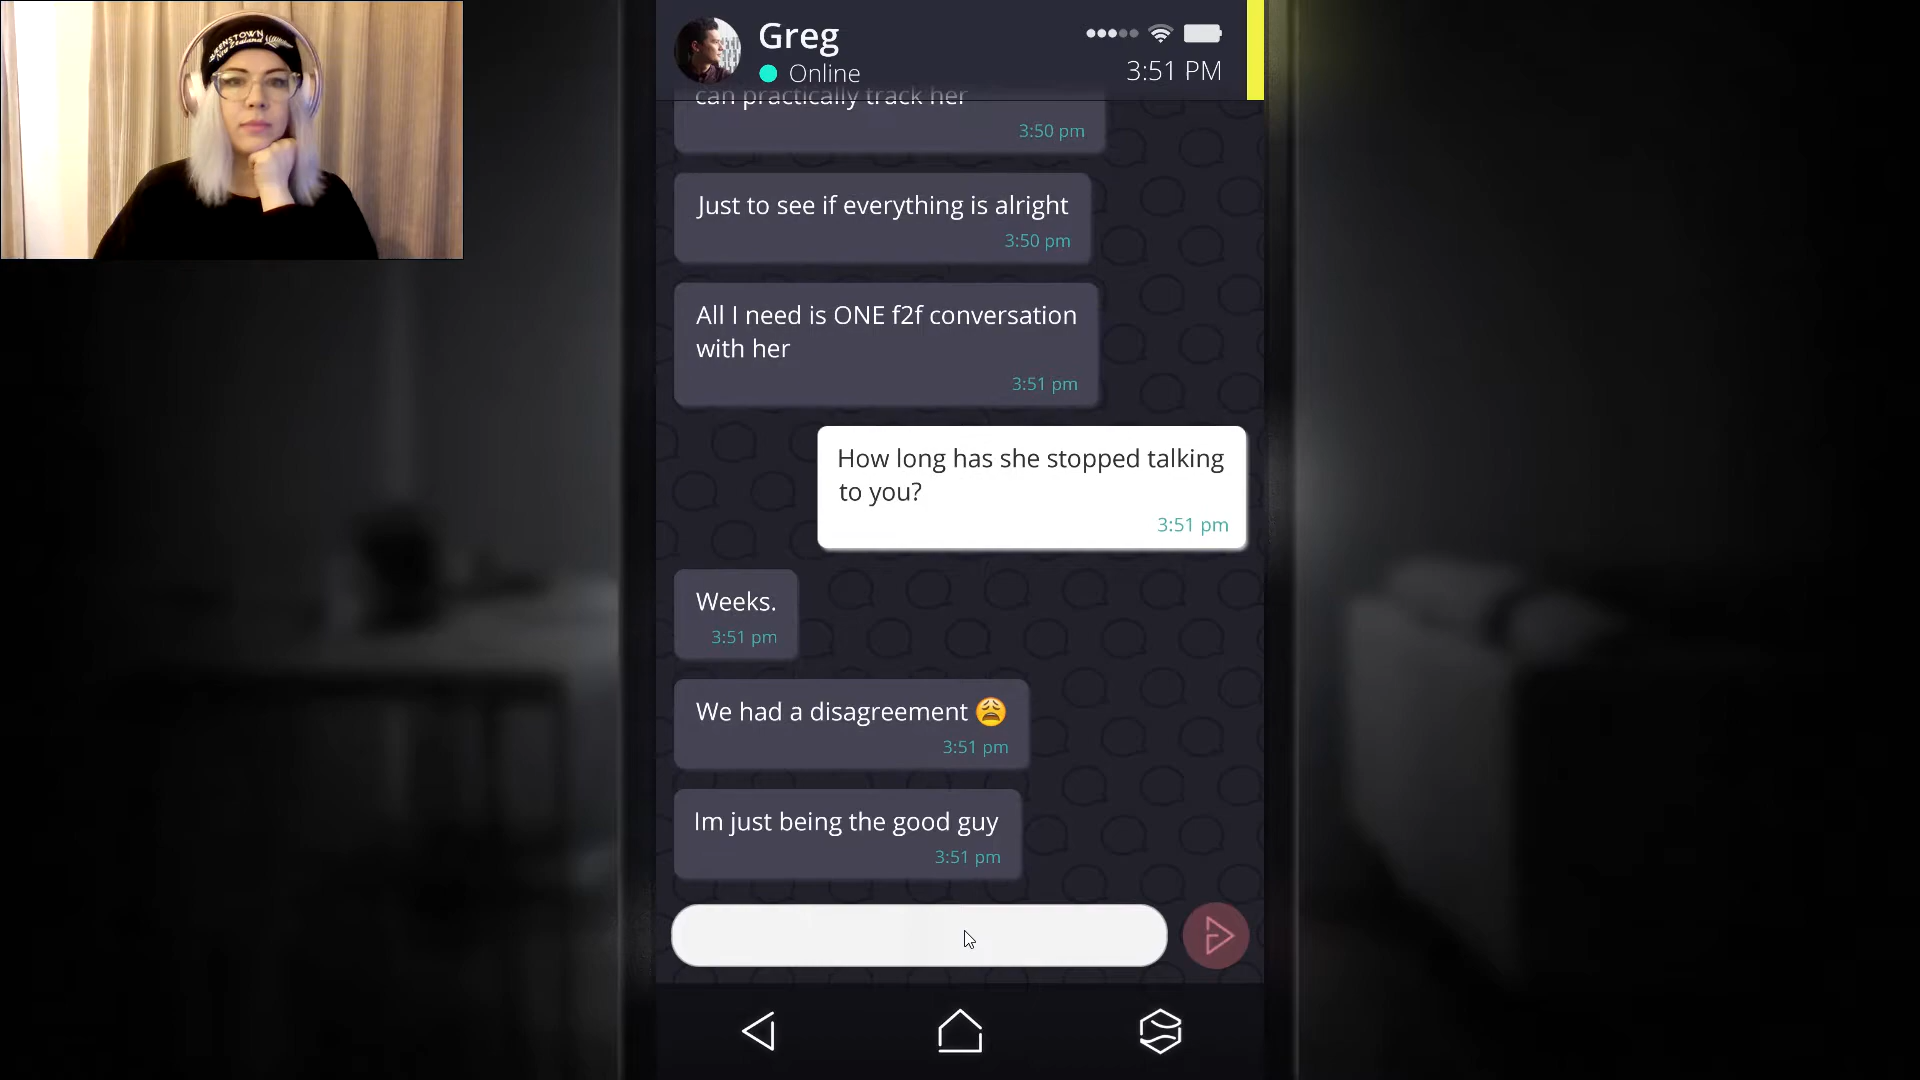 QUEENSTOWN
New Zealand
Greg
Online
3:51 PM
can practically track her
3:50 pm
Just to see if everything is alright
3:50 pm
All I need is ONE f2f conversation
with her
3:51 pm
How long has she stopped talking
to you?
3:51 pm
Weeks.
3:51 pm
We had a disagreement 😩
3:51 pm
Im just being the good guy
3:51 pm